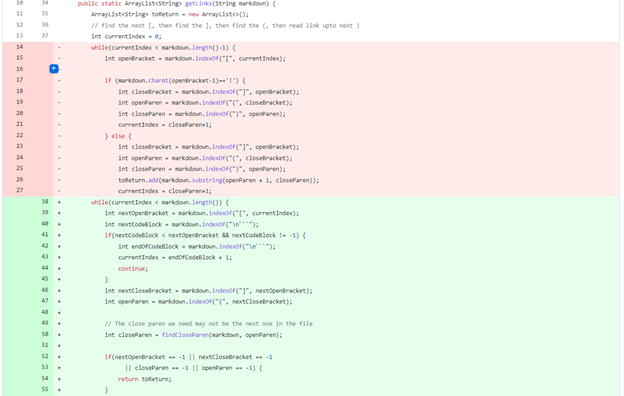 10 34 public static ArrayList<String> getLinks(String markdown) {
11 35 ArrayList<String> toReturn = new ArrayList<>();
12 36 // find the next [, then find the ], then find the (, then read link upto next )
13 37 int currentIndex = 0;
14 - while(currentIndex < markdown.length()-1) {
15 - int openBracket = markdown.indexOf("[", currentIndex);
16 -
17 - if (markdown.charAt(openBracket-1)=='!') {
18 - int closeBracket = markdown.indexOf("]", openBracket);
19 - int openParen = markdown.indexOf("(", closeBracket);
20 - int closeParen = markdown.indexOf(")", openParen);
21 - currentIndex = closeParen+1;
22 - } else {
23 - int closeBracket = markdown.indexOf("]", openBracket);
24 - int openParen = markdown.indexOf("(", closeBracket);
25 - int closeParen = markdown.indexOf(")", openParen);
26 - toReturn.add(markdown.substring(openParen + 1, closeParen));
27 - currentIndex = closeParen+1;
38 + while(currentIndex < markdown.length()) {
39 + int nextOpenBracket = markdown.indexOf("[", currentIndex);
40 + int nextCodeBlock = markdown.indexOf("\n```");
41 + if(nextCodeBlock < nextOpenBracket && nextCodeBlock != -1) {
42 + int endOfCodeBlock = markdown.indexOf("\n```");
43 + currentIndex = endOfCodeBlock + 1;
44 + continue;
45 + }
46 + int nextCloseBracket = markdown.indexOf("]", nextOpenBracket);
47 + int openParen = markdown.indexOf("(", nextCloseBracket);
48 +
49 + // The close paren we need may not be the next one in the file
50 + int closeParen = findCloseParen(markdown, openParen);
51 +
52 + if(nextOpenBracket == -1 || nextCloseBracket == -1
53 + || closeParen == -1 || openParen == -1) {
54 + return toReturn;
55 + }